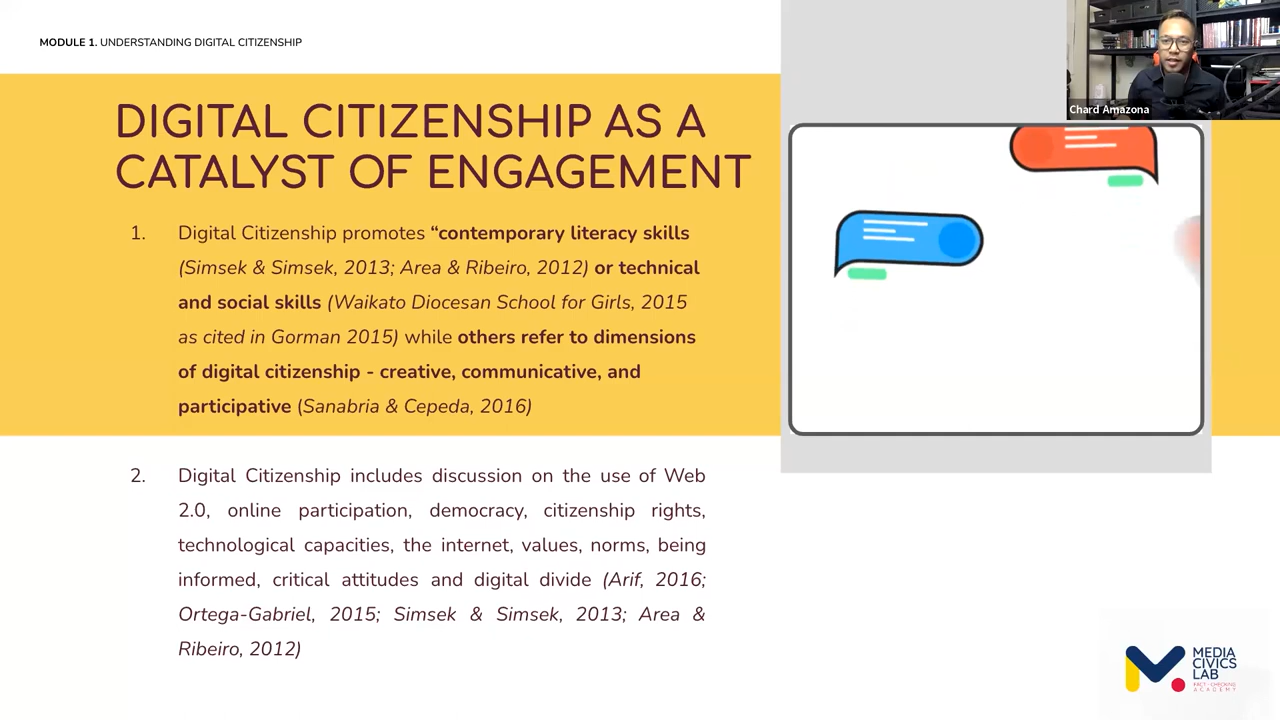 MODULE 1. UNDERSTANDING DIGITAL CITIZENSHIP
Chard Amazona
DIGITAL CITIZENSHIP AS A
CATALYST OF ENGAGEMENT
1. Digital Citizenship promotes “contemporary literacy skills
(Simsek & Simsek, 2013; Area & Ribeiro, 2012) or technical
and social skills (Waikato Diocesan School for Girls, 2015
as cited in Gorman 2015) while others refer to dimensions
of digital citizenship - creative, communicative, and
participative (Sanabria & Cepeda, 2016)
2. Digital Citizenship includes discussion on the use of Web
2.0, online participation, democracy, citizenship rights,
technological capacities, the internet, values, norms, being
informed, critical attitudes and digital divide (Arif, 2016;
Ortega-Gabriel, 2015; Simsek & Simsek, 2013; Area &
Ribeiro, 2012)
MEDIA
CIVICS
LAB
FACT-CHECKING
ACADEMY